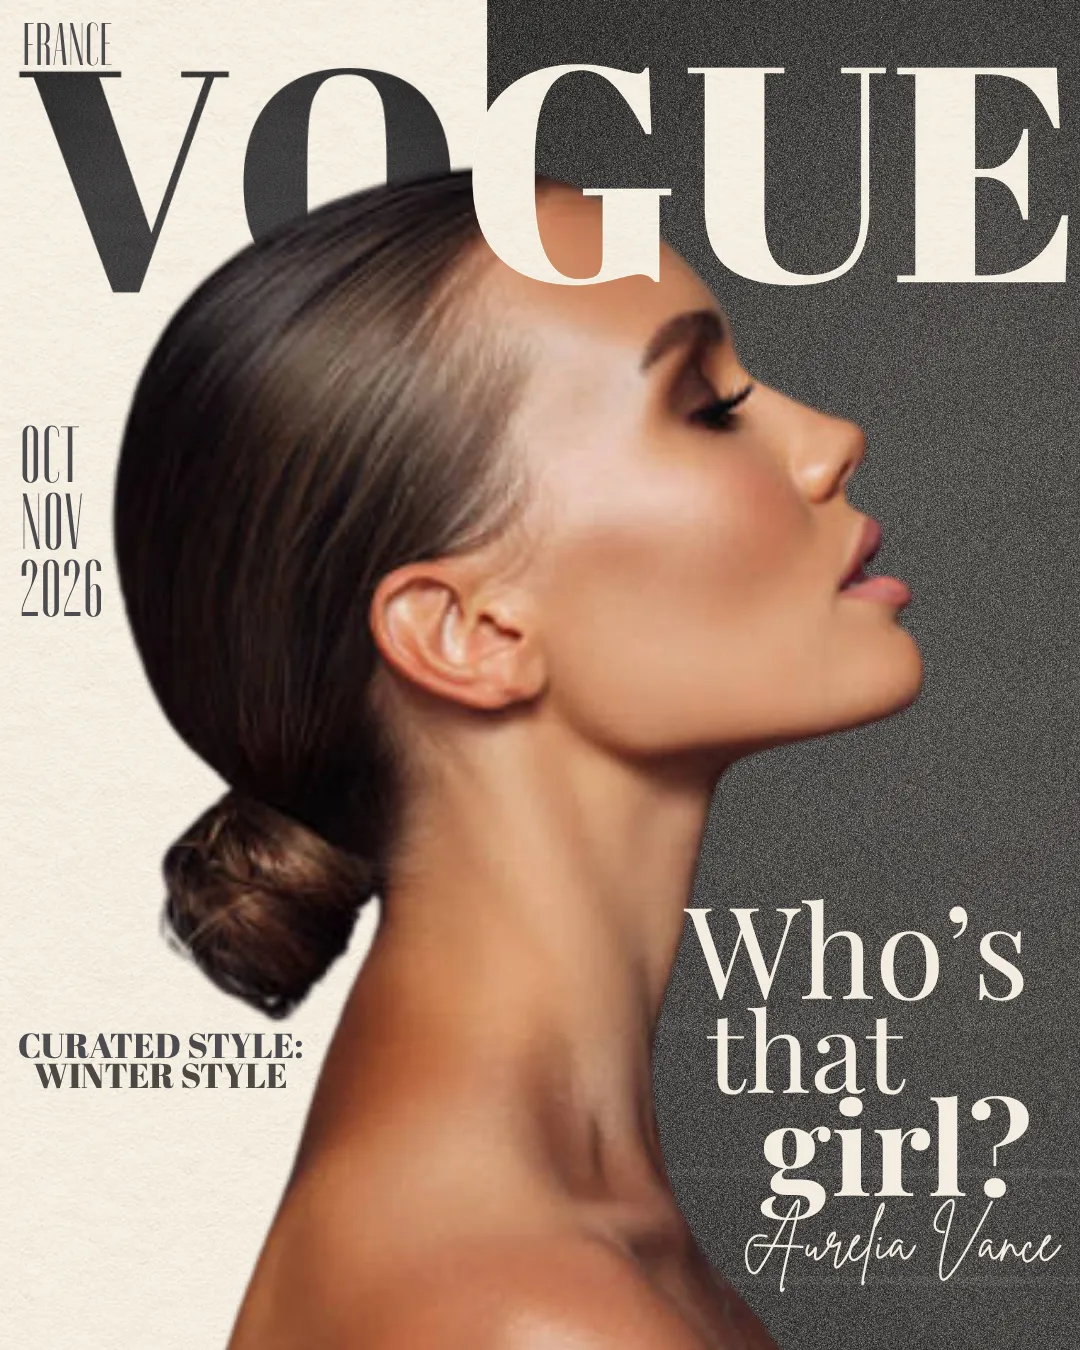 FRANCE
VOGUE
OCT
NOV
2026
CURATED STYLE:
WINTER STYLE
Who’s
that
girl?
Aurelia Vance